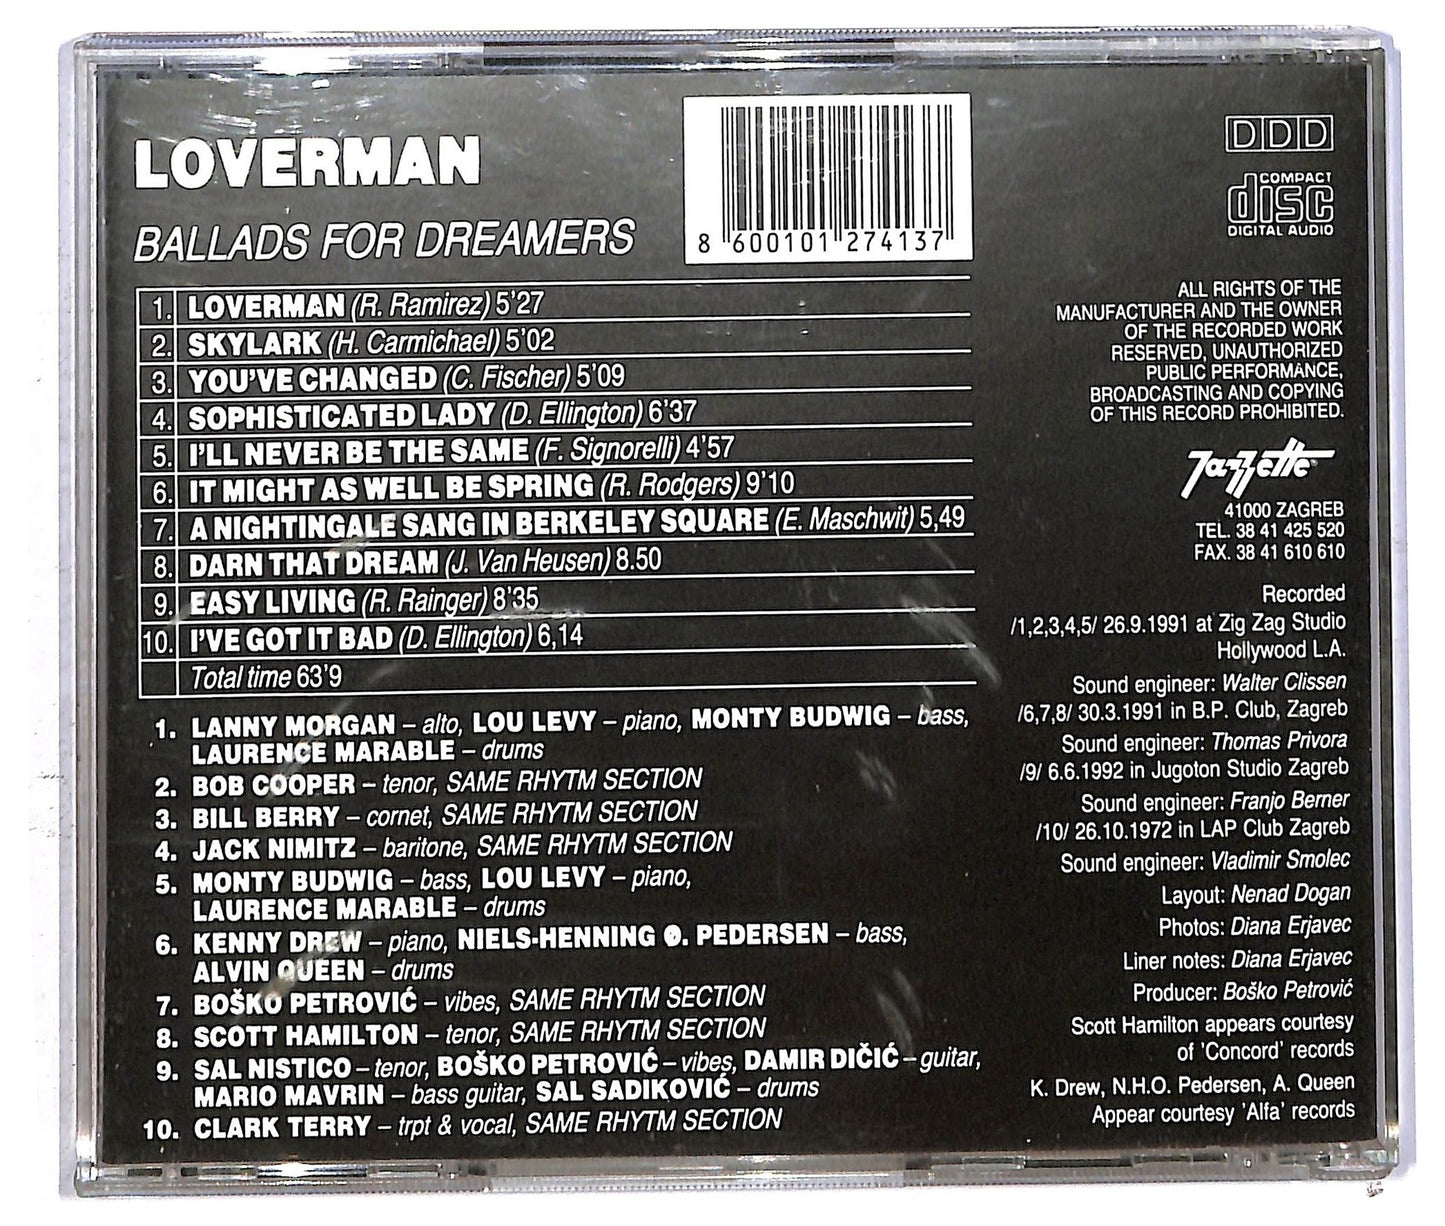 LOVERMAN
BALLADS FOR DREAMERS
8 600101 274137
DDD
COMPACT
disc
DIGITAL AUDIO
1. LOVERMAN (R. Ramirez) 5'27
2. SKYLARK (H. Carmichael) 5'02
3. YOU'VE CHANGED (C. Fischer) 5'09
4. SOPHISTICATED LADY (D. Ellington) 6'37
5. I'LL NEVER BE THE SAME (F. Signorelli) 4'57
6. IT MIGHT AS WELL BE SPRING (R. Rodgers) 9'10
7. A NIGHTINGALE SANG IN BERKELEY SQUARE (E. Maschwit) 5,49
8. DARN THAT DREAM (J. Van Heusen) 8.50
9. EASY LIVING (R. Rainger) 8'35
10. I'VE GOT IT BAD (D. Ellington) 6,14
Total time 63'9
1. LANNY MORGAN – alto, LOU LEVY – piano, MONTY BUDWIG – bass,
LAURENCE MARABLE – drums
2. BOB COOPER – tenor, SAME RHYTM SECTION
3. BILL BERRY – cornet, SAME RHYTM SECTION
4. JACK NIMITZ – baritone, SAME RHYTM SECTION
5. MONTY BUDWIG – bass, LOU LEVY – piano,
LAURENCE MARABLE – drums
6. KENNY DREW – piano, NIELS-HENNING Ø. PEDERSEN – bass,
ALVIN QUEEN – drums
7. BOŠKO PETROVIĆ – vibes, SAME RHYTM SECTION
8. SCOTT HAMILTON – tenor, SAME RHYTM SECTION
9. SAL NISTICO – tenor, BOŠKO PETROVIĆ – vibes, DAMIR DIČIĆ – guitar,
MARIO MAVRIN – bass guitar, SAL SADIKOVIĆ – drums
10. CLARK TERRY – trpt & vocal, SAME RHYTM SECTION
ALL RIGHTS OF THE
MANUFACTURER AND THE OWNER
OF THE RECORDED WORK
RESERVED, UNAUTHORIZED
PUBLIC PERFORMANCE,
BROADCASTING AND COPYING
OF THIS RECORD PROHIBITED.
Jazzette
41000 ZAGREB
TEL. 38 41 425 520
FAX. 38 41 610 610
Recorded
/1,2,3,4,5/ 26.9.1991 at Zig Zag Studio
Hollywood L.A.
Sound engineer: Walter Clissen
/6,7,8/ 30.3.1991 in B.P. Club, Zagreb
Sound engineer: Thomas Privora
/9/ 6.6.1992 in Jugoton Studio Zagreb
Sound engineer: Franjo Berner
/10/ 26.10.1972 in LAP Club Zagreb
Sound engineer: Vladimir Smolec
Layout: Nenad Dogan
Photos: Diana Erjavec
Liner notes: Diana Erjavec
Producer: Boško Petrović
Scott Hamilton appears courtesy
of 'Concord' records
K. Drew, N.H.O. Pedersen, A. Queen
Appear courtesy 'Alfa' records